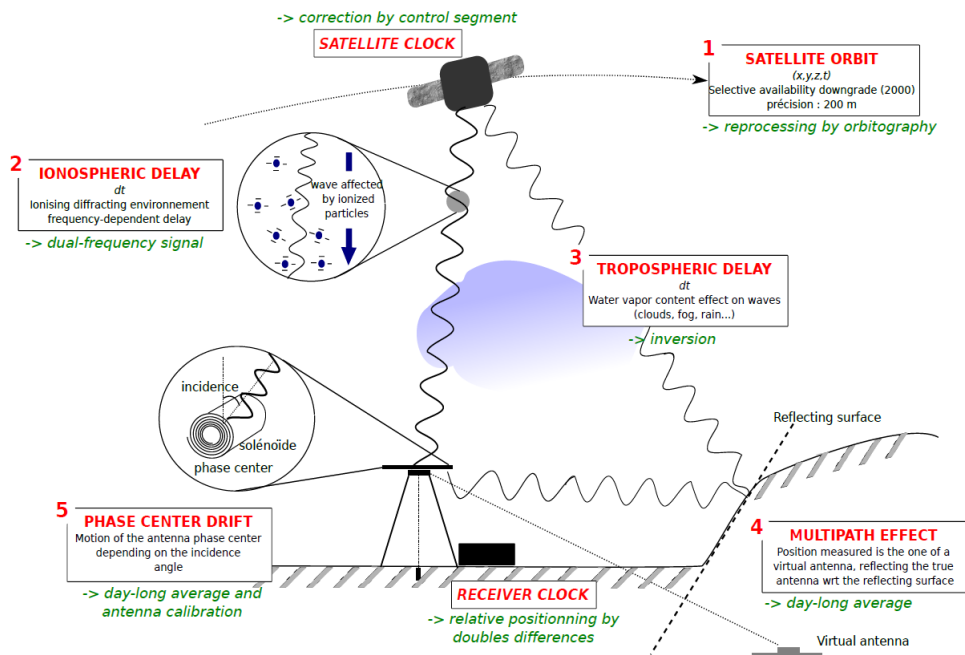 -> correction by control segment
SATELLITE CLOCK
1
SATELLITE ORBIT
(x,y,z,t)
Selective availability downgrade (2000)
précision : 200 m
-> reprocessing by orbitography
2
IONOSPHERIC DELAY
dt
Ionising diffracting environnement
frequency-dependent delay
-> dual-frequency signal
wave affected
by ionized
particles
3
TROPOSPHERIC DELAY
dt
Water vapor content effect on waves
(clouds, fog, rain...)
-> inversion
incidence
solénoïde
phase center
Reflecting surface
5
PHASE CENTER DRIFT
Motion of the antenna phase center
depending on the incidence
angle
-> day-long average and
antenna calibration
RECEIVER CLOCK
-> relative positionning by
doubles differences
4
MULTIPATH EFFECT
Position measured is the one of a
virtual antenna, reflecting the true
antenna wrt the reflecting surface
-> day-long average
Virtual antenna